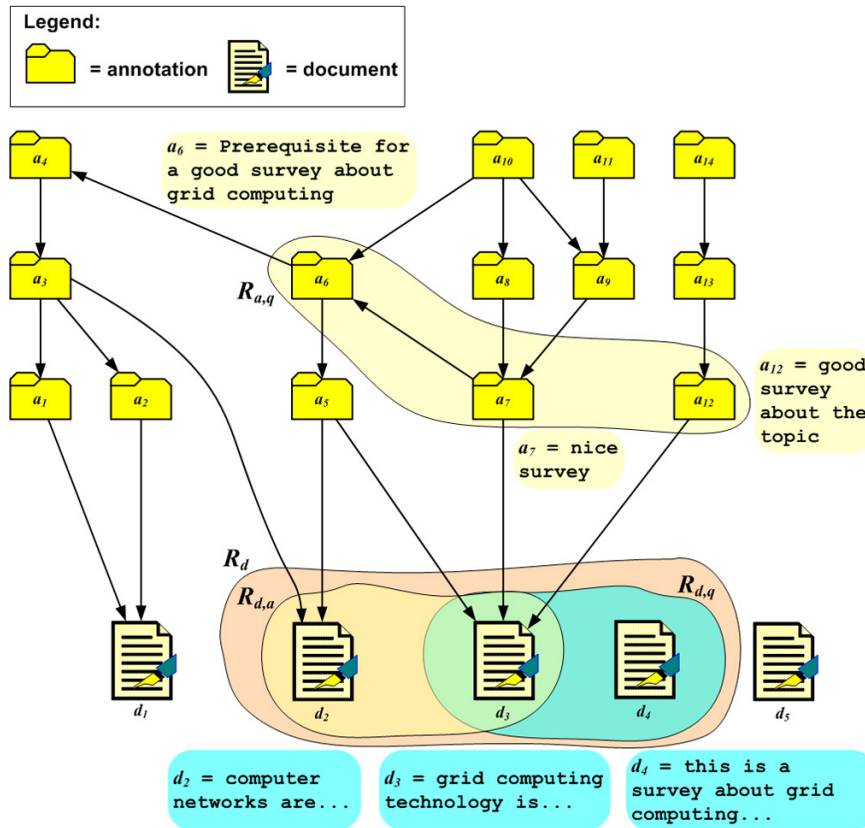 Legend:
= annotation = document
a4
a6 = Prerequisite for
a good survey about
grid computing
a10 a11 a14
a3 a6 a8 a9 a13
Ra,q
a1 a2 a5 a7 a12
a12 = good
survey
about the
topic
a7 = nice
survey
Rd
Rd,a Rd,q
d1 d2 d3 d4 d5
d2 = computer
networks are...
d3 = grid computing
technology is...
d4 = this is a
survey about grid
computing...